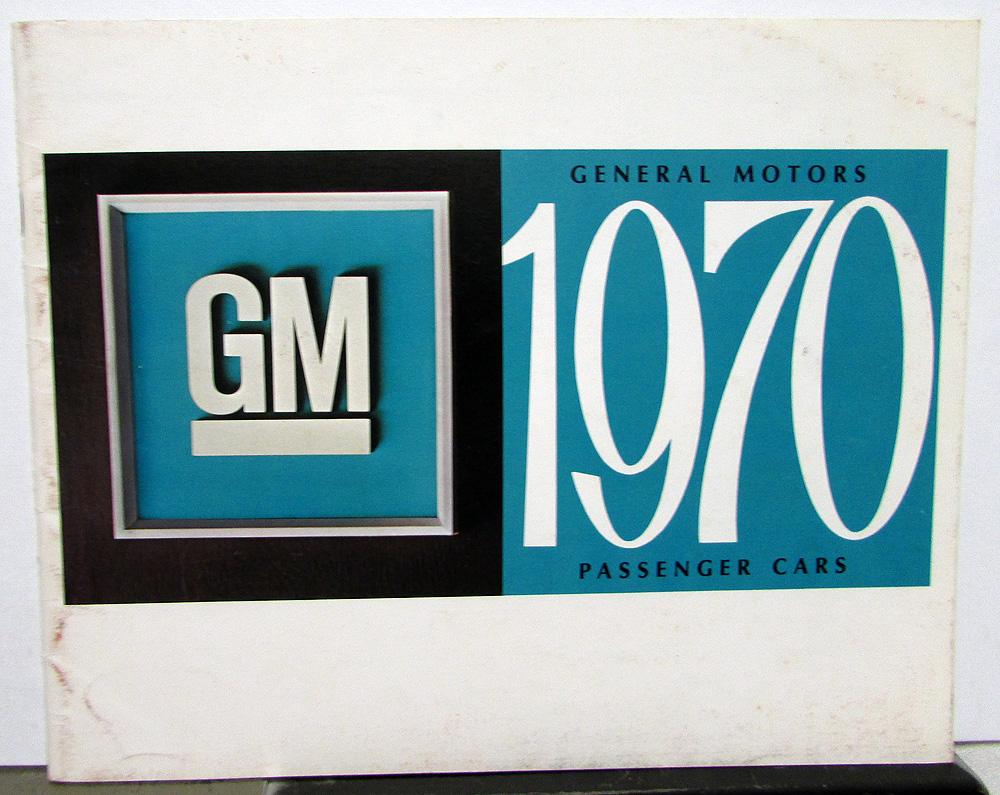 GM
GENERAL MOTORS
1970
PASSENGER CARS